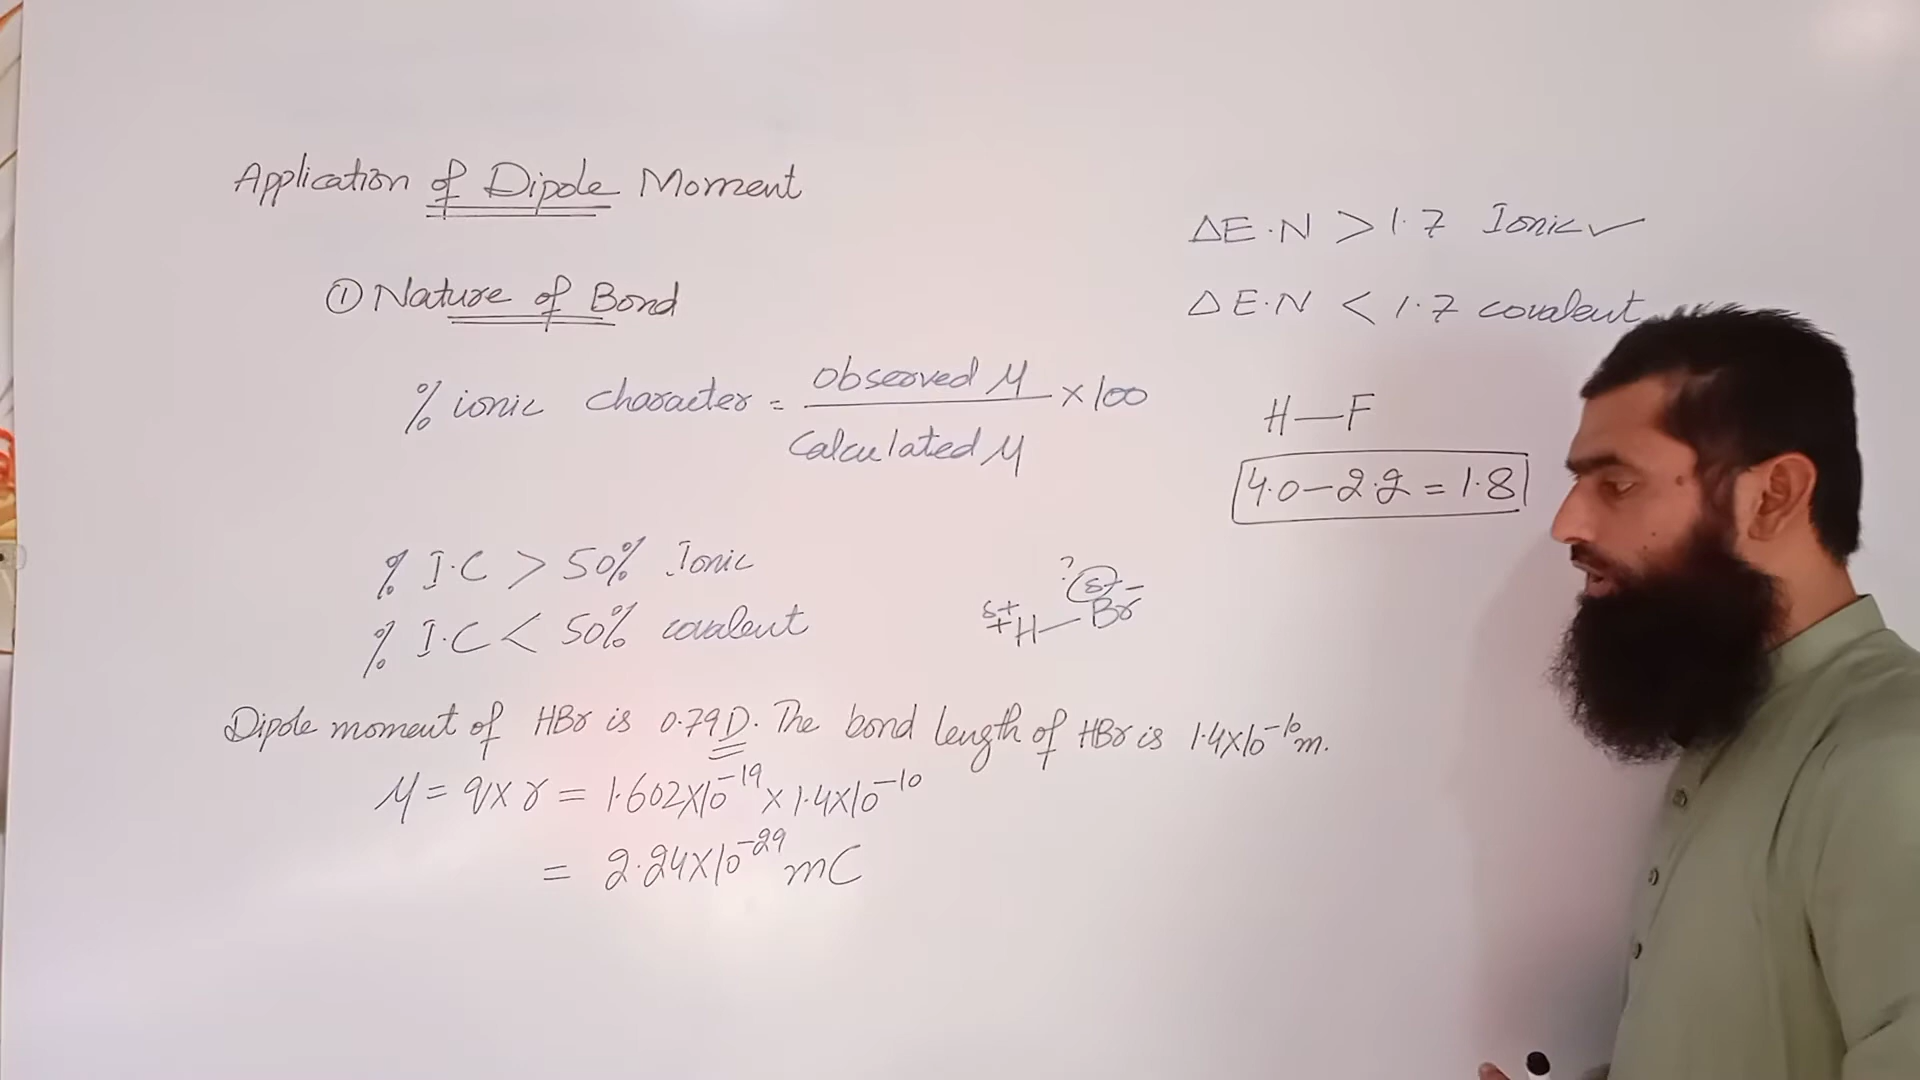 Application of Dipole Moment
① Nature of Bond
% ionic character = observed μ / Calculated μ × 100
% I.C > 50% Ionic
% I.C < 50% covalent
ΔE.N > 1.7 Ionic ✓
ΔE.N < 1.7 covalent
H—F
4.0—2.2 = 1.8
δ+ + H—Br
Dipole moment of HBr is 0.79D. The bond length of HBr is 1.4×10⁻¹⁰m.
μ = q×r = 1.602×10⁻¹⁹ × 1.4×10⁻¹⁰
= 2.24×10⁻²⁹ mC